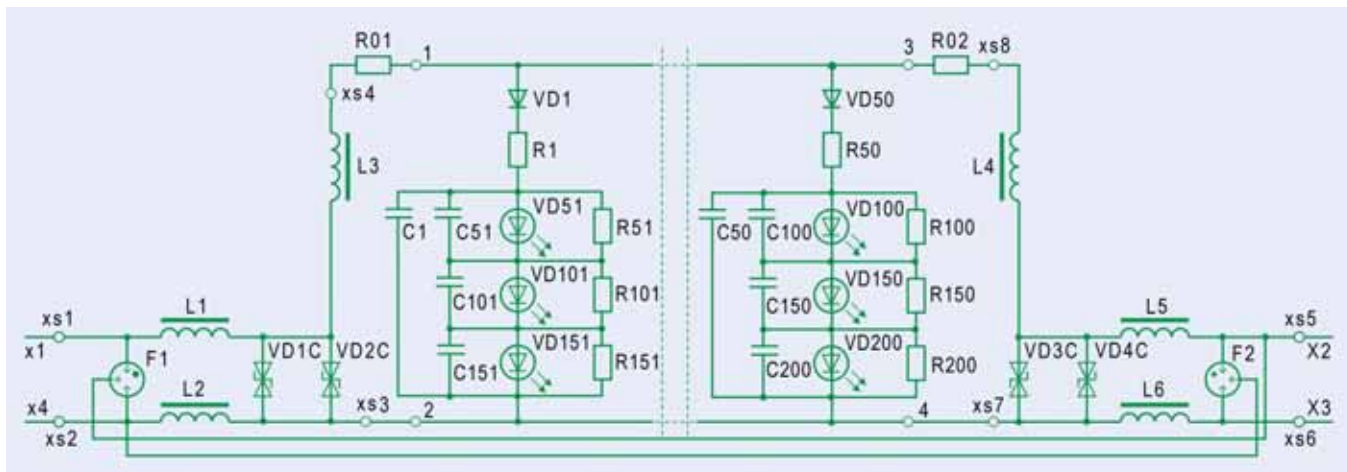 R01 1 3 R02 xs8
xs4 VD1 VD50
L3 R1 R50 L4
C1 C51 VD51 R51 C50 C100 VD100 R100
C101 VD101 R101 C150 VD150 R150
C151 VD151 R151 C200 VD200 R200
xs1 L1 L5 xs5
x1 F1 VD1C VD2C VD3C VD4C F2 X2
x4 L2 xs3 2 4 xs7 L6 X3
xs2 xs6